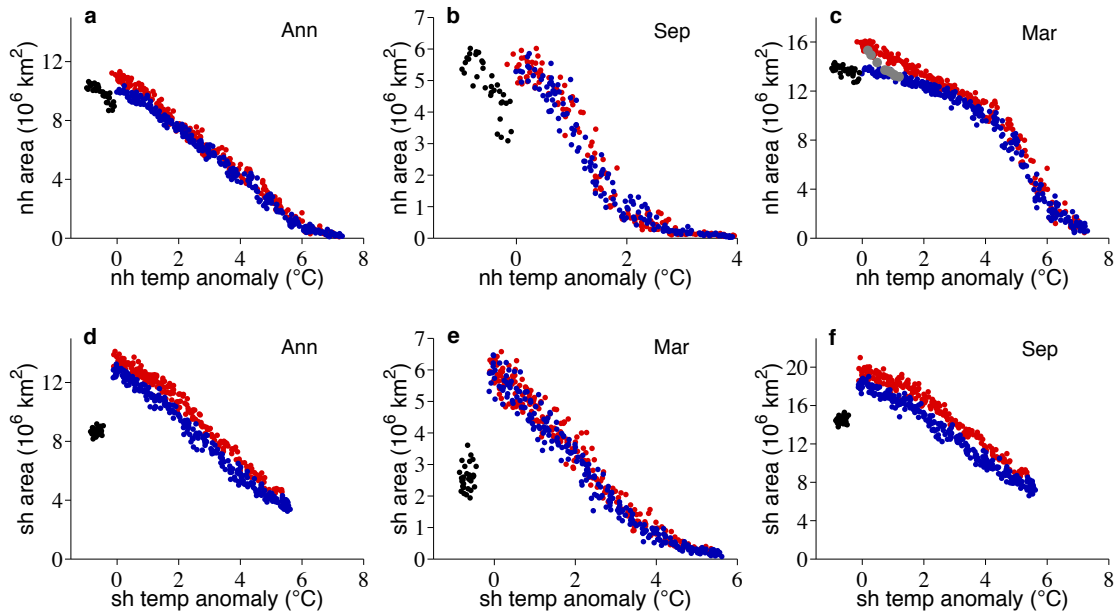 a
Ann
nh area (10⁶ km²)
12
8
4
0
0 2 4 6 8
nh temp anomaly (°C)
b
Sep
nh area (10⁶ km²)
7
6
5
4
3
2
1
0
0 2 4
nh temp anomaly (°C)
c
Mar
nh area (10⁶ km²)
16
12
8
4
0
0 2 4 6 8
nh temp anomaly (°C)
d
Ann
sh area (10⁶ km²)
12
8
4
0
0 2 4 6 8
sh temp anomaly (°C)
e
Mar
sh area (10⁶ km²)
7
6
5
4
3
2
1
0
0 2 4 6
sh temp anomaly (°C)
f
Sep
sh area (10⁶ km²)
20
16
12
8
4
0
0 2 4 6 8
sh temp anomaly (°C)